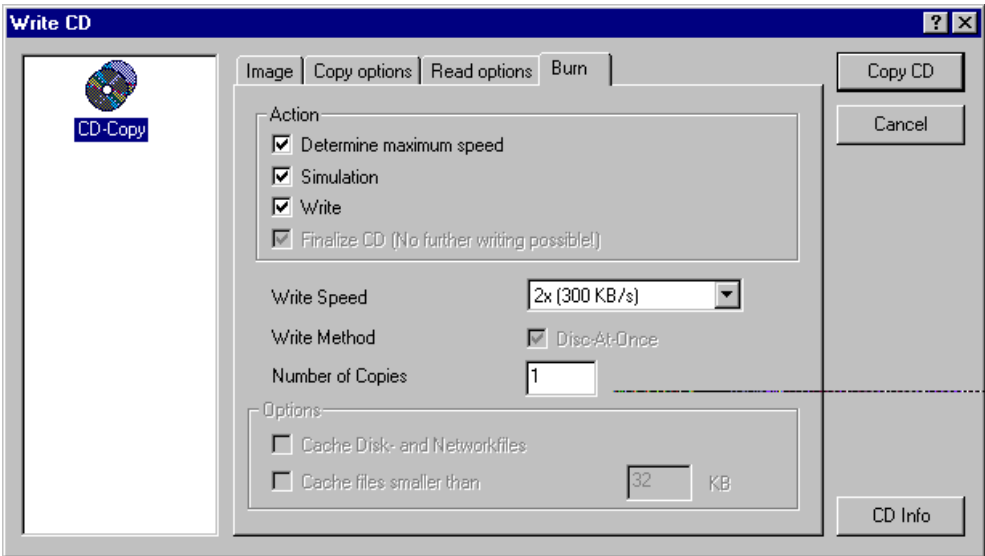 Write CD
CD-Copy
Image Copy options Read options Burn
Copy CD
Cancel
Action
Determine maximum speed
Simulation
Write
Finalize CD (No further writing possible!)
Write Speed 2x (300 KB/s)
Write Method Disc-At-Once
Number of Copies 1
Options
Cache Disk- and Networkfiles
Cache files smaller than 32 KB
CD Info